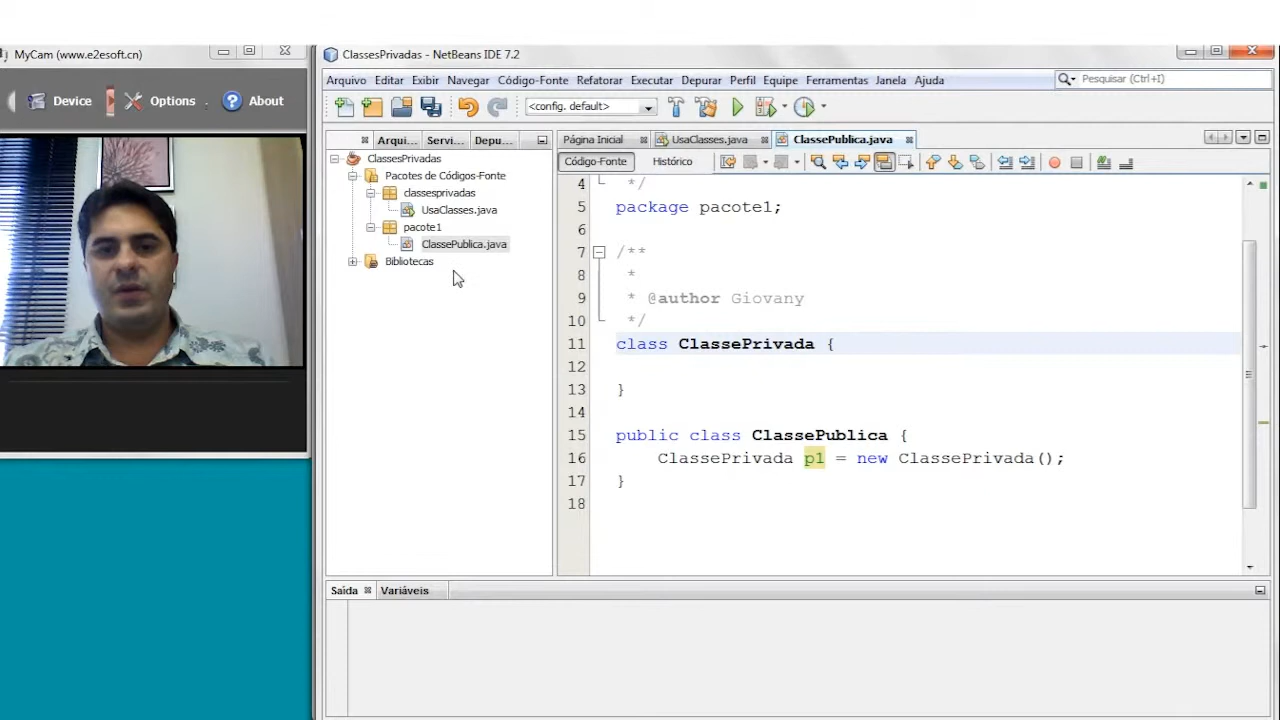 MyCam (www.e2esoft.cn)
Device
Options
About
ClassesPrivadas - NetBeans IDE 7.2
Arquivo Editar Exibir Navegar Código-Fonte Refatorar Executar Depurar Perfil Equipe Ferramentas Janela Ajuda
Pesquisar (Ctrl+I)
<config. default>
Arqui... Servi... Depu...
Página Inicial UsaClasses.java ClassePublica.java
Código-Fonte Histórico
ClassesPrivadas
Pacotes de Códigos-Fonte
classesprivadas
UsaClasses.java
pacote1
ClassePublica.java
Bibliotecas
4 */
5 package pacote1;
6
7 /**
8 *
9 * @author Giovany
10 */
11 class ClassePrivada {
12
13 }
14
15 public class ClassePublica {
16 ClassePrivada p1 = new ClassePrivada();
17 }
18
Saída Variáveis